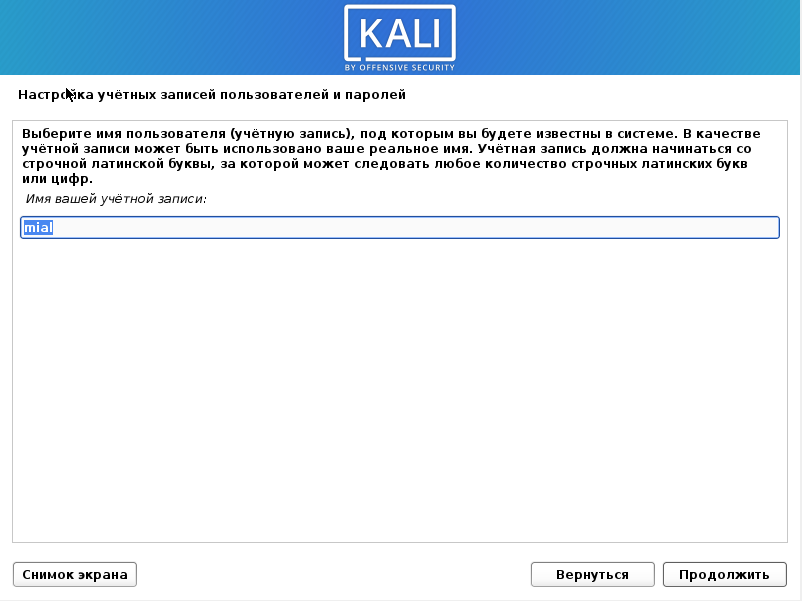 KALI
BY OFFENSIVE SECURITY
Настройка учётных записей пользователей и паролей
Выберите имя пользователя (учётную запись), под которым вы будете известны в системе. В качестве
учётной записи может быть использовано ваше реальное имя. Учётная запись должна начинаться со
строчной латинской буквы, за которой может следовать любое количество строчных латинских букв
или цифр.
Имя вашей учётной записи:
mial
Снимок экрана
Вернуться
Продолжить